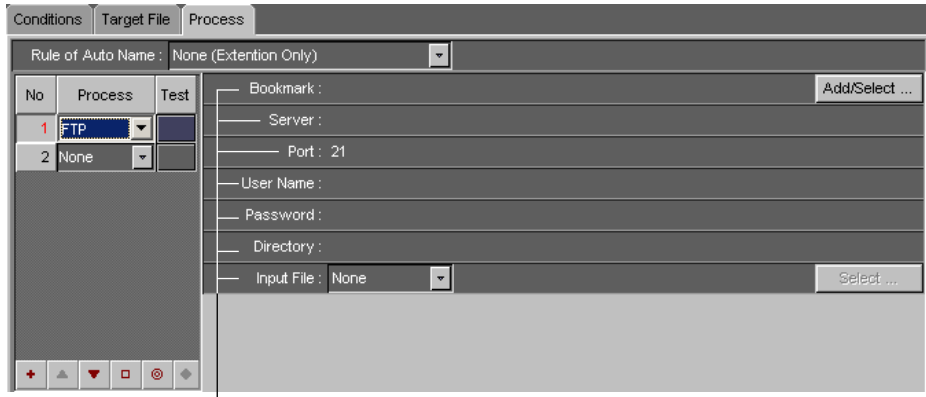 Conditions Target File Process
Rule of Auto Name : None (Extention Only)
No Process Test
1 FTP
2 None
Bookmark : Add/Select ...
Server :
Port : 21
User Name :
Password :
Directory :
Input File : None Select ...